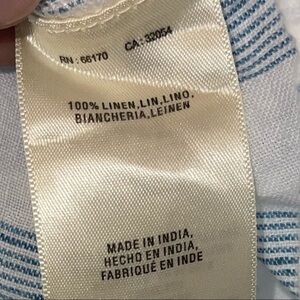 RN: 66170 CA: 32054
100% LINEN,LIN,LINO,
BIANCHERIA,LEINEN
MADE IN INDIA,
HECHO EN INDIA,
FABRIQUÉ EN INDE